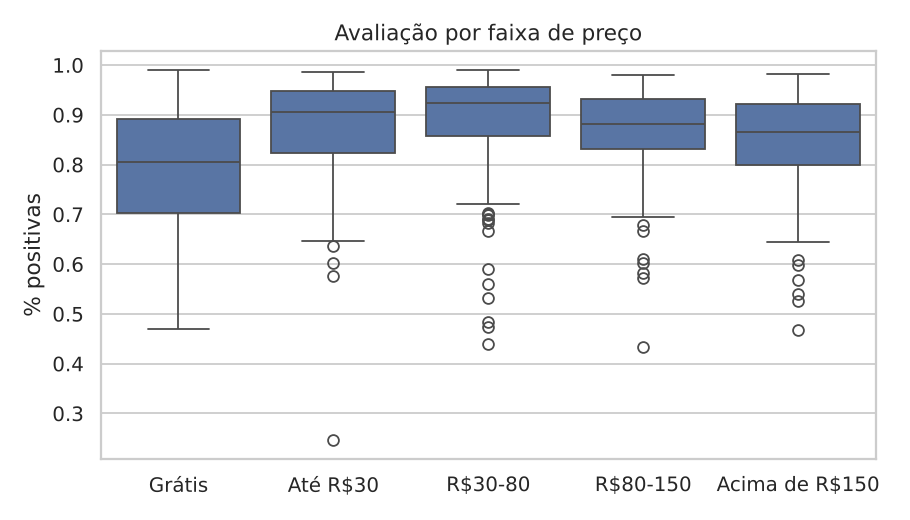 Avaliação por faixa de preço
% positivas
1.0
0.9
0.8
0.7
0.6
0.5
0.4
0.3
Grátis
Até R$30
R$30-80
R$80-150
Acima de R$150